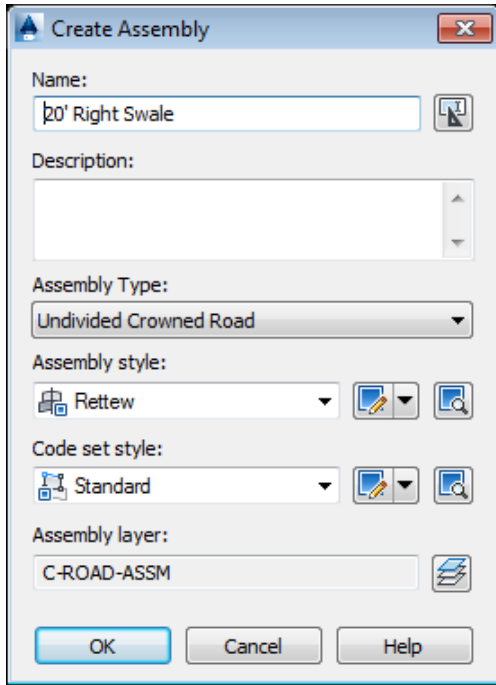 Create Assembly
Name:
20' Right Swale
Description:
Assembly Type:
Undivided Crowned Road
Assembly style:
Rettew
Code set style:
Standard
Assembly layer:
C-ROAD-ASSM
OK Cancel Help